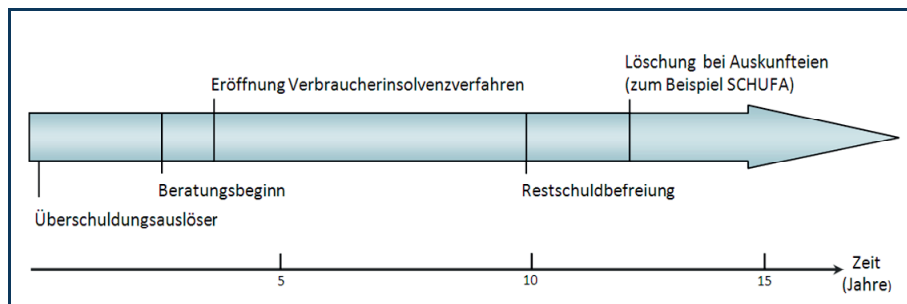 Löschung bei Auskunfteien
(zum Beispiel SCHUFA)
Eröffnung Verbraucherinsolvenzverfahren
Beratungsbeginn
Restschuldbefreiung
Überschuldungsauslöser
5
10
15
Zeit
(Jahre)